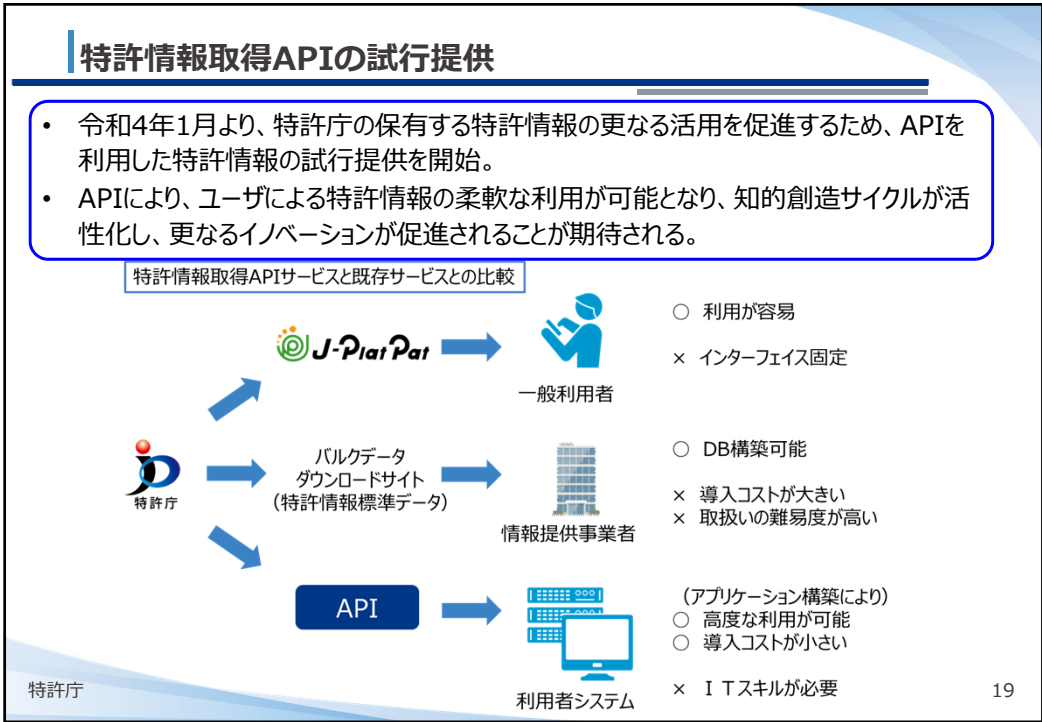 特許情報取得APIの試行提供
• 令和4年1月より、特許庁の保有する特許情報の更なる活用を促進するため、APIを
利用した特許情報の試行提供を開始。
• APIにより、ユーザによる特許情報の柔軟な利用が可能となり、知的創造サイクルが活
性化し、更なるイノベーションが促進されることが期待される。
特許情報取得APIサービスと既存サービスとの比較
J-PlatPat
一般利用者
○ 利用が容易
× インターフェイス固定
特許庁
バルクデータ
ダウンロードサイト
(特許情報標準データ)
情報提供事業者
○ DB構築可能
× 導入コストが大きい
× 取扱いの難易度が高い
API
利用者システム
(アプリケーション構築により)
○ 高度な利用が可能
○ 導入コストが小さい
× ITスキルが必要
特許庁
19